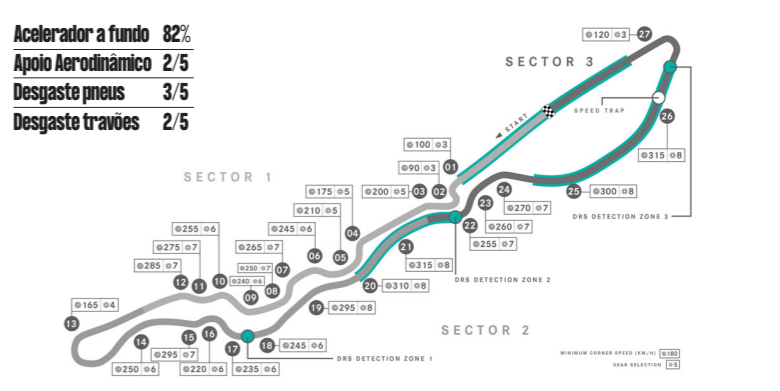 Acelerador a fundo 82%
Apoio Aerodinâmico 2/5
Desgaste pneus 3/5
Desgaste travões 2/5
SECTOR 1
SECTOR 2
SECTOR 3
START
SPEED TRAP
DRS DETECTION ZONE 1
DRS DETECTION ZONE 2
DRS DETECTION ZONE 3
01 100 3
02 90 3
03 200 5
04 175 5
05 210 5
06 245 6
07 265 7
08 250 7
09 240 6
10 255 6
11 275 7
12 285 7
13 165 4
14 250 6
15 295 7
16 220 6
17 235 6
18 245 6
19 295 8
20 310 8
21 315 8
22 255 7
23 260 7
24 270 7
25 300 8
26 315 8
27 120 3
MINIMUM CORNER SPEED (KM/H) 180
GEAR SELECTION 5